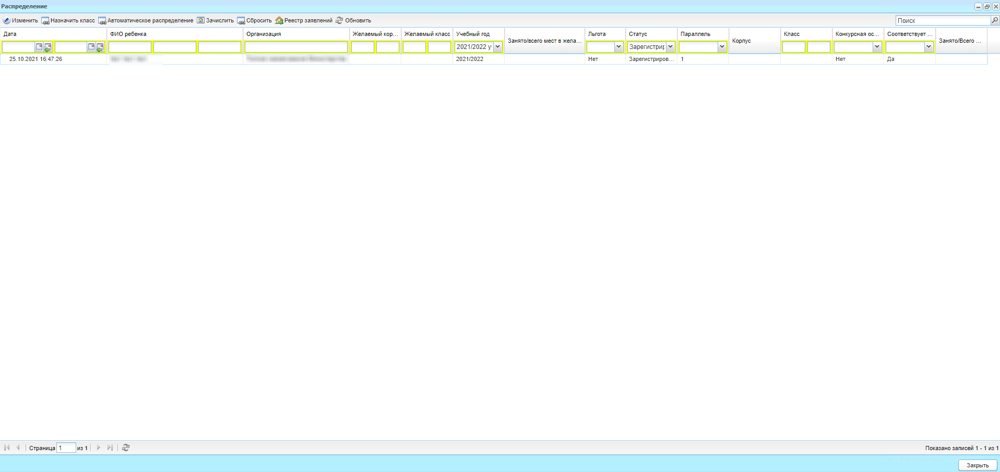 Распределение
Изменить Назначить класс Автоматическое распределение Зачислить Сбросить Реестр заявлений Обновить Поиск
Дата ФИО ребенка Организация Желаемый кор... Желаемый класс Учебный год Занято/всего мест в жела... Льгота Статус Параллель Корпус Класс Конкурсная ос... Соответствует ... Занято/Всего ...
2021/2022 у Зарегистрир
25.10.2021 16:47:26 2021/2022 Нет Зарегистриров... 1 Нет Да
Страница 1 из 1 Показано записей 1 - 1 из 1
Закрыть